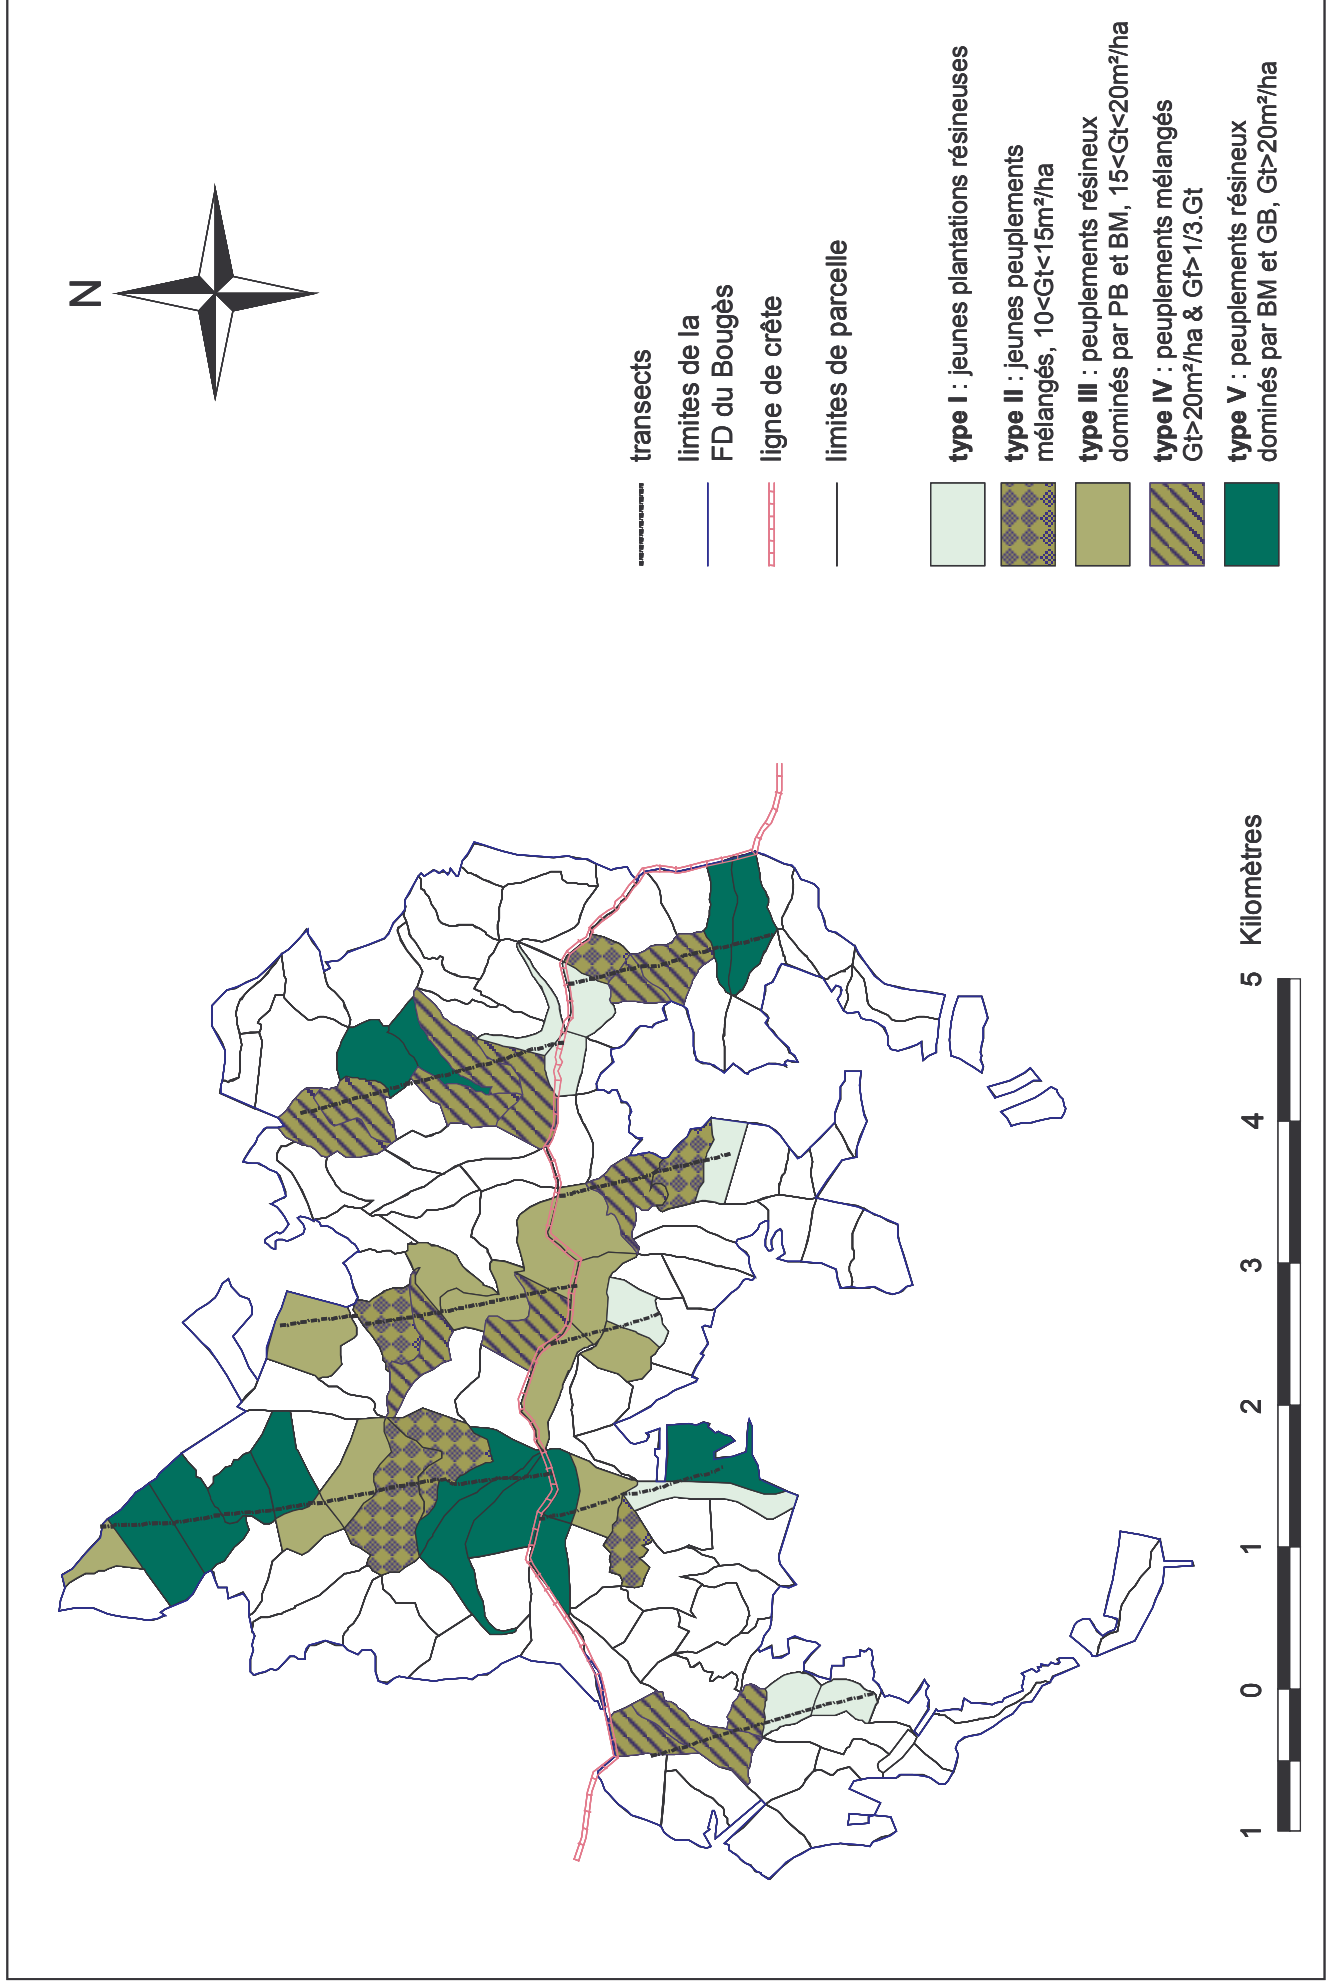 N
transects
limites de la
FD du Bougès
ligne de crête
limites de parcelle
type I : jeunes plantations résineuses
type II : jeunes peuplements
mélangés, 10<Gt<15m²/ha
type III : peuplements résineux
dominés par PB et BM, 15<Gt<20m²/ha
type IV : peuplements mélangés
Gt>20m²/ha & Gf>1/3.Gt
type V : peuplements résineux
dominés par BM et GB, Gt>20m²/ha
1 0 1 2 3 4 5 Kilomètres